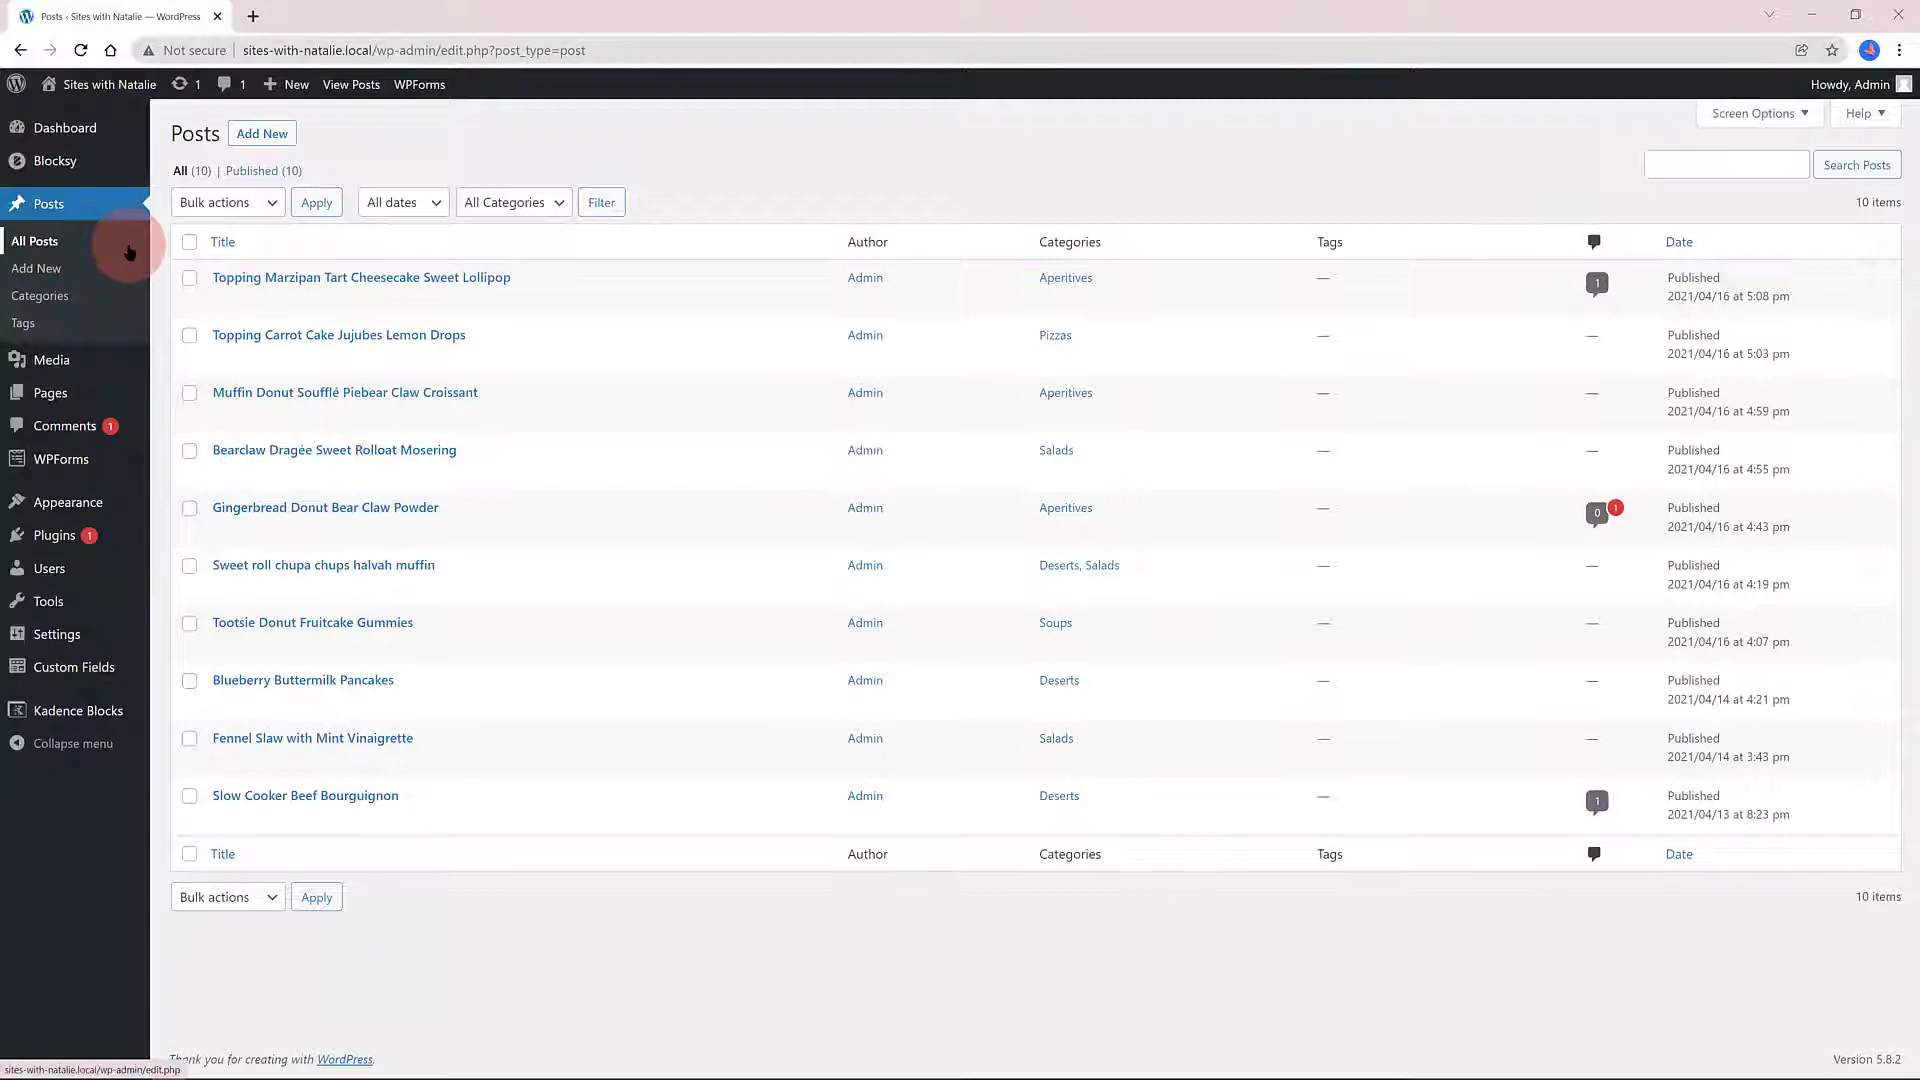 Posts ‹ Sites with Natalie — WordPress
Not secure | sites-with-natalie.local/wp-admin/edit.php?post_type=post
Sites with Natalie 1 1 New View Posts WPForms Howdy, Admin
Screen Options Help
Dashboard
Blocksy
Posts
All Posts
Add New
Categories
Tags
Media
Pages
Comments 1
WPForms
Appearance
Plugins 1
Users
Tools
Settings
Custom Fields
Kadence Blocks
Collapse menu
Posts Add New
All (10) | Published (10)
Search Posts
Bulk actions Apply All dates All Categories Filter 10 items
Title Author Categories Tags Date
Topping Marzipan Tart Cheesecake Sweet Lollipop Admin Aperitives — 1 Published
2021/04/16 at 5:08 pm
Topping Carrot Cake Jujubes Lemon Drops Admin Pizzas — — Published
2021/04/16 at 5:03 pm
Muffin Donut Soufflé Piebear Claw Croissant Admin Aperitives — — Published
2021/04/16 at 4:59 pm
Bearclaw Dragée Sweet Rolloat Mosering Admin Salads — — Published
2021/04/16 at 4:55 pm
Gingerbread Donut Bear Claw Powder Admin Aperitives — 0 1 Published
2021/04/16 at 4:43 pm
Sweet roll chupa chups halvah muffin Admin Deserts, Salads — — Published
2021/04/16 at 4:19 pm
Tootsie Donut Fruitcake Gummies Admin Soups — — Published
2021/04/16 at 4:07 pm
Blueberry Buttermilk Pancakes Admin Deserts — — Published
2021/04/14 at 4:21 pm
Fennel Slaw with Mint Vinaigrette Admin Salads — — Published
2021/04/14 at 3:43 pm
Slow Cooker Beef Bourguignon Admin Deserts — 1 Published
2021/04/13 at 8:23 pm
Title Author Categories Tags Date
Bulk actions Apply 10 items
Thank you for creating with WordPress. Version 5.8.2
sites-with-natalie.local/wp-admin/edit.php